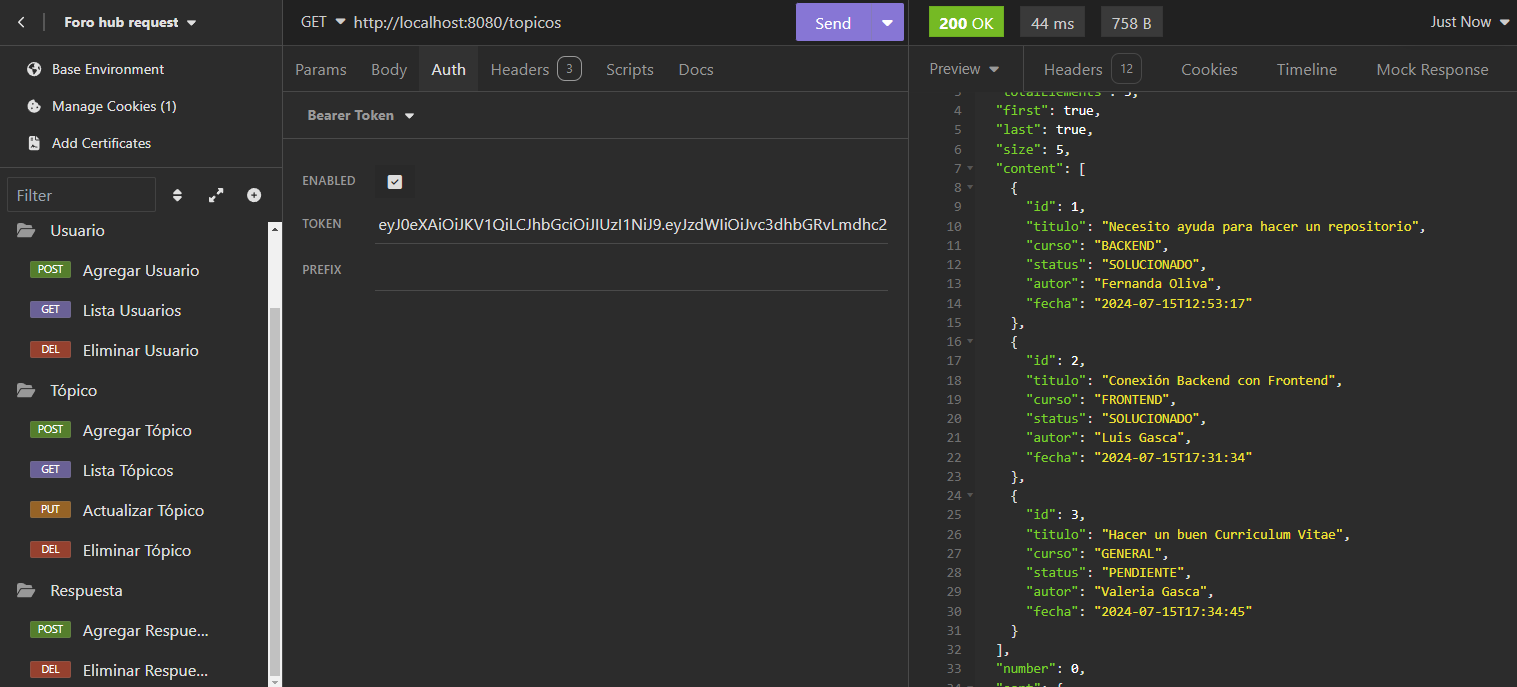 Foro hub request
Base Environment
Manage Cookies (1)
Add Certificates
Filter
Usuario
POST Agregar Usuario
GET Lista Usuarios
DEL Eliminar Usuario
Tópico
POST Agregar Tópico
GET Lista Tópicos
PUT Actualizar Tópico
DEL Eliminar Tópico
Respuesta
POST Agregar Respue...
DEL Eliminar Respue...
GET http://localhost:8080/topicos Send
Params Body Auth Headers 3 Scripts Docs
Bearer Token
ENABLED
TOKEN eyJ0eXAiOiJKV1QiLCJhbGciOiJIUzI1NiJ9.eyJzdWIiOiJvc3dhbGRvLmdhc2
PREFIX
200 OK 44 ms 758 B Just Now
Preview Headers 12 Cookies Timeline Mock Response
4 "first": true,
5 "last": true,
6 "size": 5,
7 "content": [
8 {
9 "id": 1,
10 "titulo": "Necesito ayuda para hacer un repositorio",
11 "curso": "BACKEND",
12 "status": "SOLUCIONADO",
13 "autor": "Fernanda Oliva",
14 "fecha": "2024-07-15T12:53:17"
15 },
16 {
17 "id": 2,
18 "titulo": "Conexión Backend con Frontend",
19 "curso": "FRONTEND",
20 "status": "SOLUCIONADO",
21 "autor": "Luis Gasca",
22 "fecha": "2024-07-15T17:31:34"
23 },
24 {
25 "id": 3,
26 "titulo": "Hacer un buen Curriculum Vitae",
27 "curso": "GENERAL",
28 "status": "PENDIENTE",
29 "autor": "Valeria Gasca",
30 "fecha": "2024-07-15T17:34:45"
31 }
32 ],
33 "number": 0,